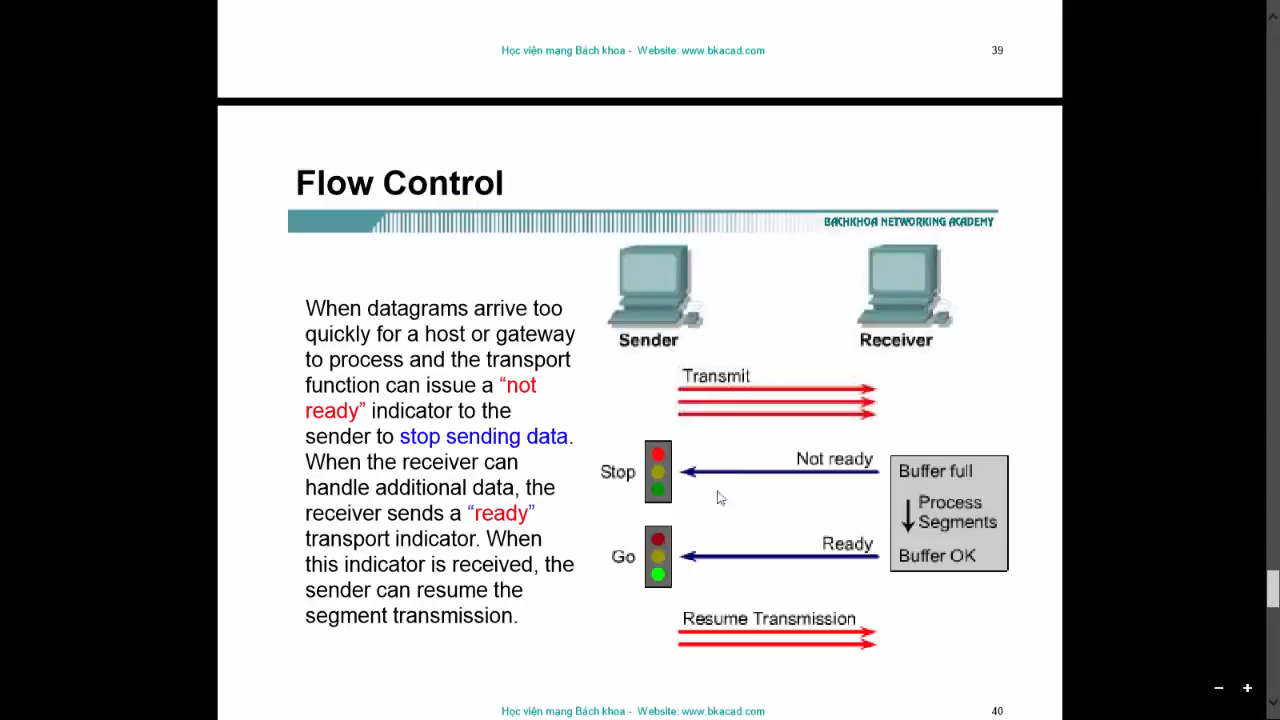 Học viện mạng Bách khoa - Website: www.bkacad.com
39
Flow Control
BACHKHOA NETWORKING ACADEMY
When datagrams arrive too
quickly for a host or gateway
to process and the transport
function can issue a “not
ready” indicator to the
sender to stop sending data.
When the receiver can
handle additional data, the
receiver sends a “ready”
transport indicator. When
this indicator is received, the
sender can resume the
segment transmission.
Sender
Receiver
Transmit
Not ready
Stop
Buffer full
Process
Segments
Ready
Go
Buffer OK
Resume Transmission
Học viện mạng Bách khoa - Website: www.bkacad.com
40